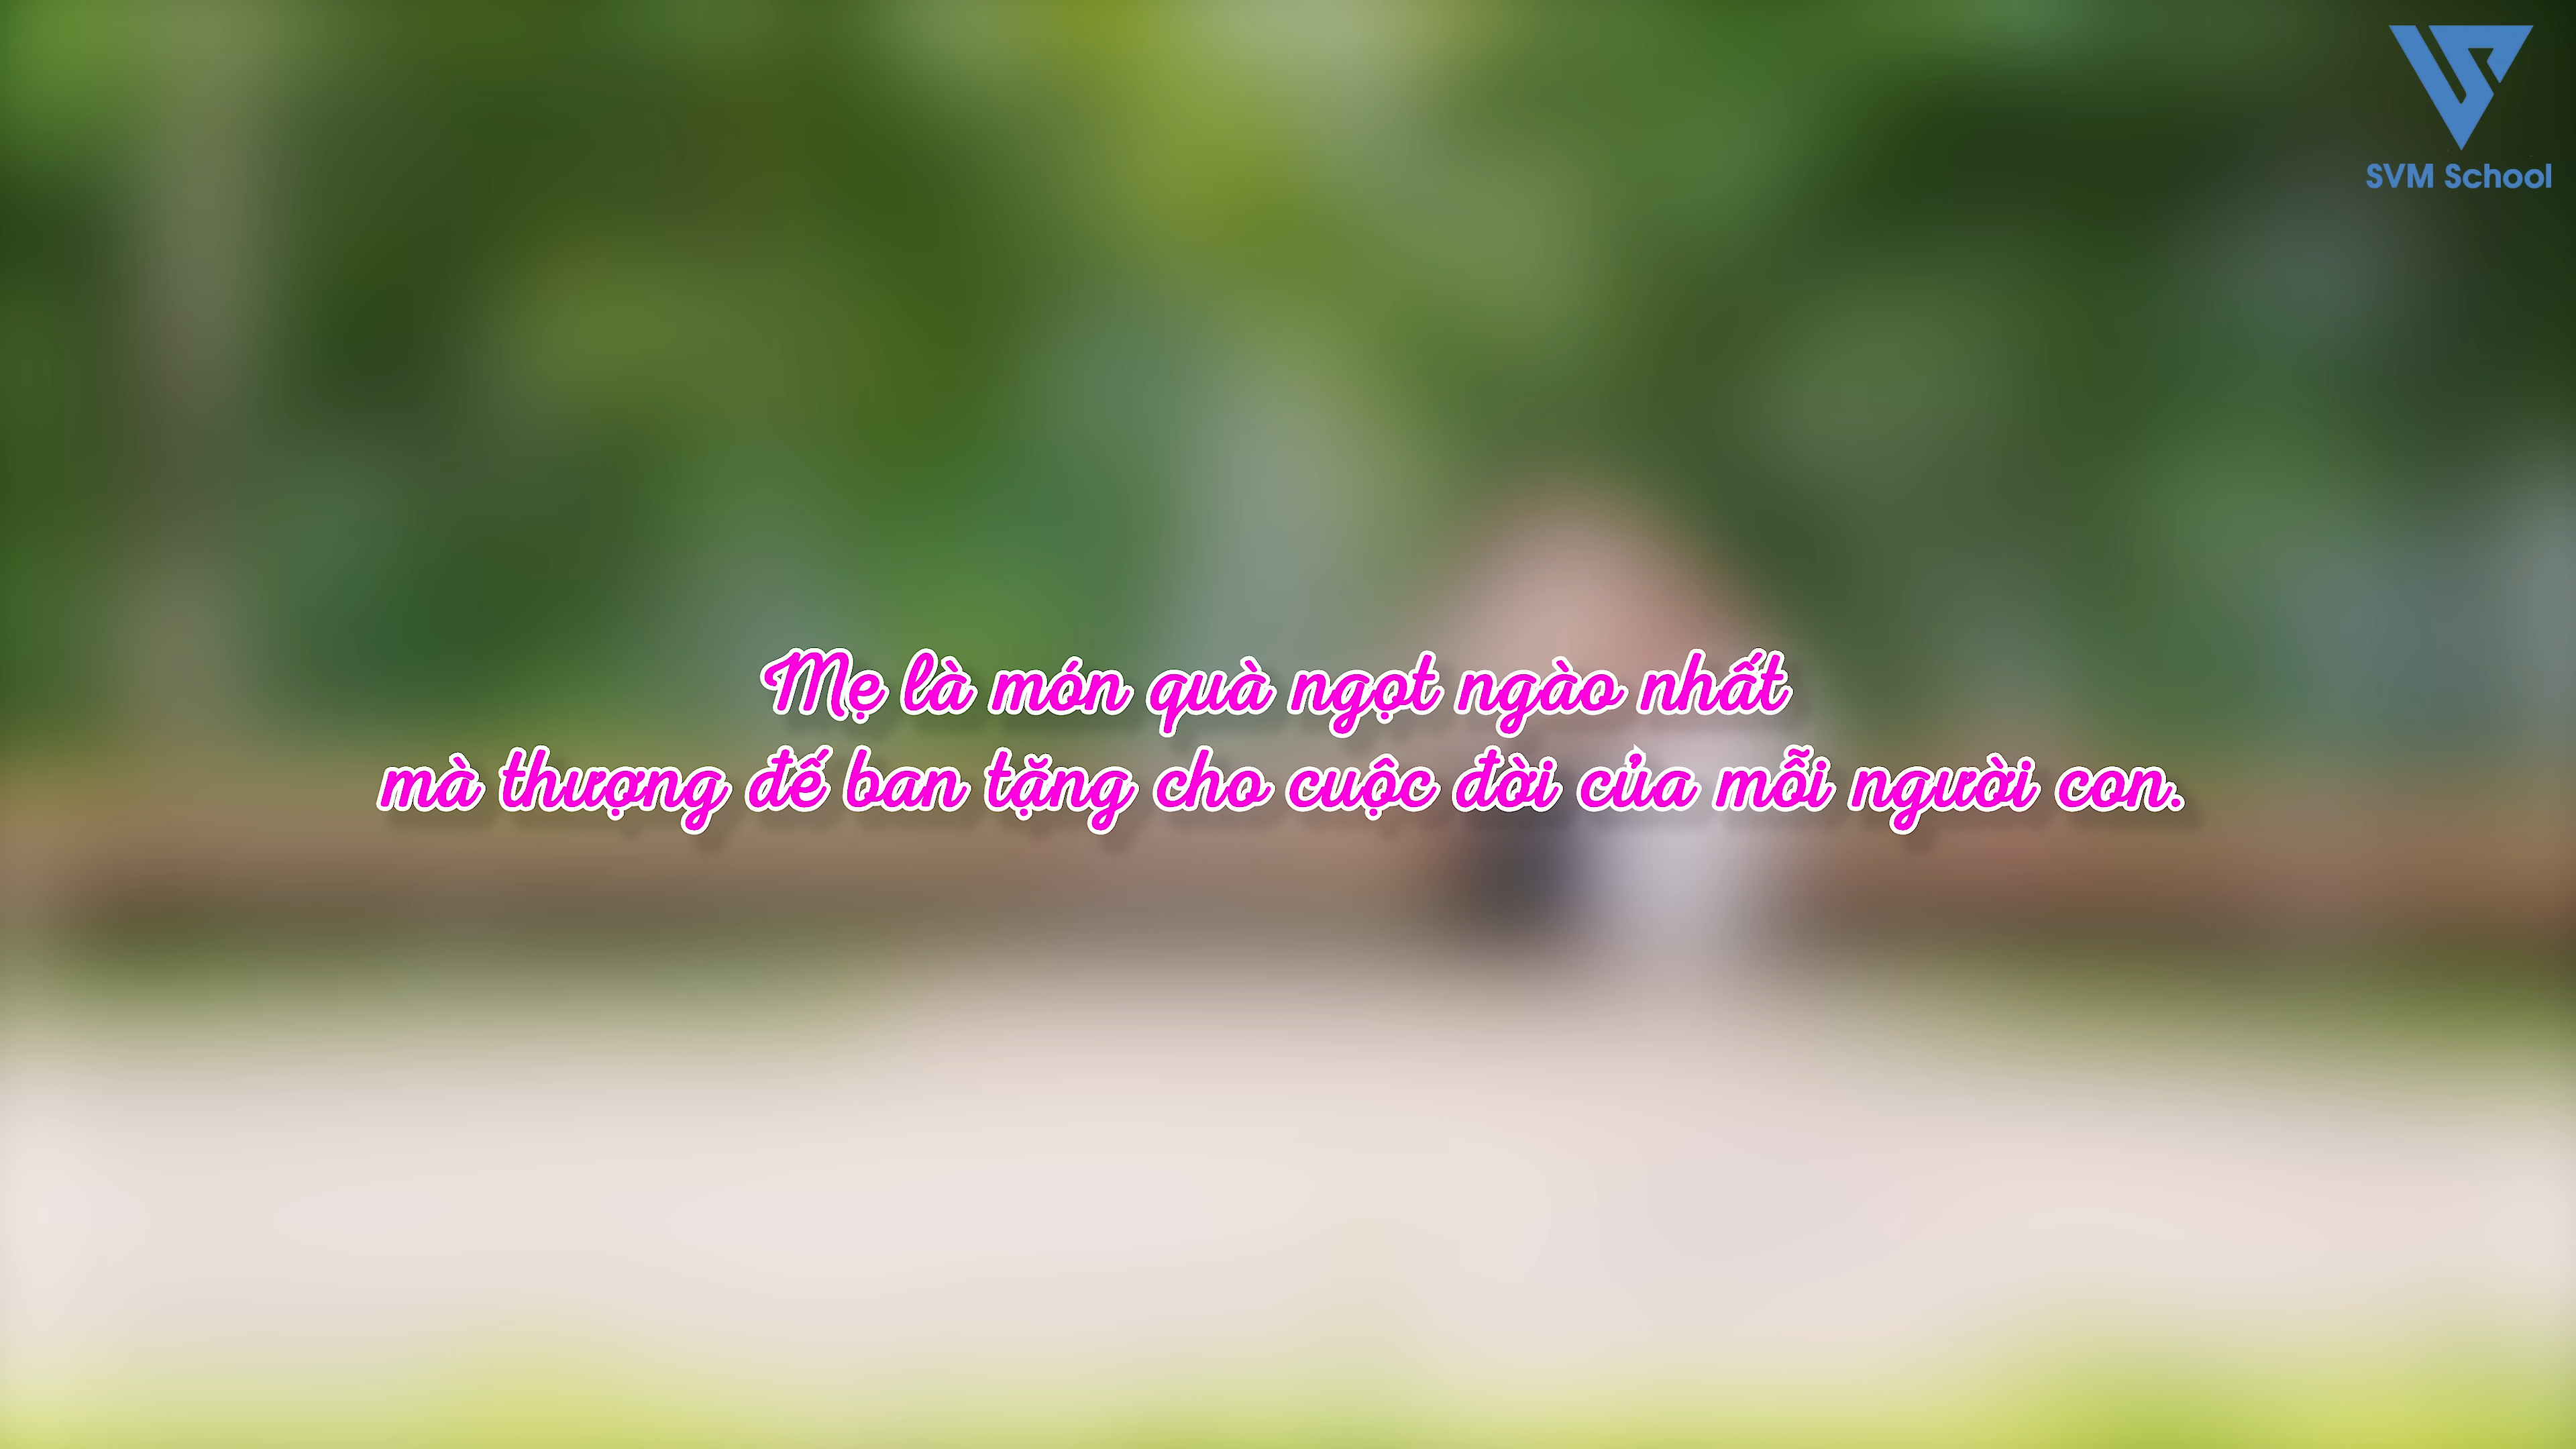 SVM School
Mẹ là món quà ngọt ngào nhất
mà thượng đế ban tặng cho cuộc đời của mỗi người con.